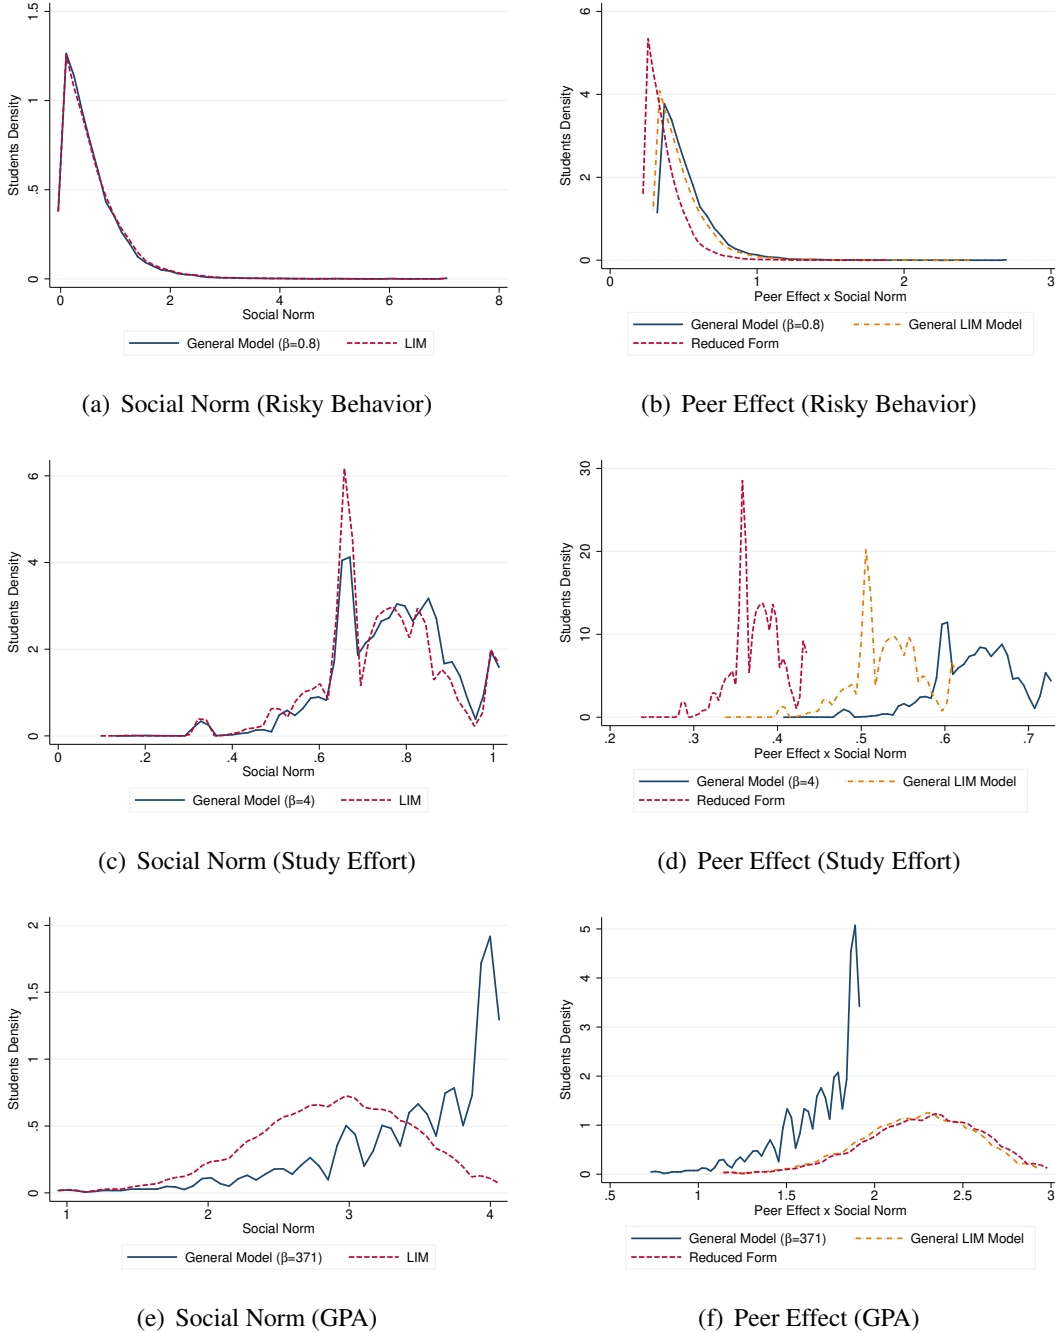 1.5
1
.5
0
Students Density
0 2 4 6 8
Social Norm
General Model (β=0.8) LIM
(a) Social Norm (Risky Behavior)
6
4
2
0
Students Density
0 1 2 3
Peer Effect x Social Norm
General Model (β=0.8) General LIM Model
Reduced Form
(b) Peer Effect (Risky Behavior)
6
4
2
0
Students Density
0 .2 .4 .6 .8 1
Social Norm
General Model (β=4) LIM
(c) Social Norm (Study Effort)
30
20
10
0
Students Density
.2 .3 .4 .5 .6 .7
Peer Effect x Social Norm
General Model (β=4) General LIM Model
Reduced Form
(d) Peer Effect (Study Effort)
2
1.5
1
.5
0
Students Density
1 2 3 4
Social Norm
General Model (β=371) LIM
(e) Social Norm (GPA)
5
4
3
2
1
0
Students Density
.5 1 1.5 2 2.5 3
Peer Effect x Social Norm
General Model (β=371) General LIM Model
Reduced Form
(f) Peer Effect (GPA)